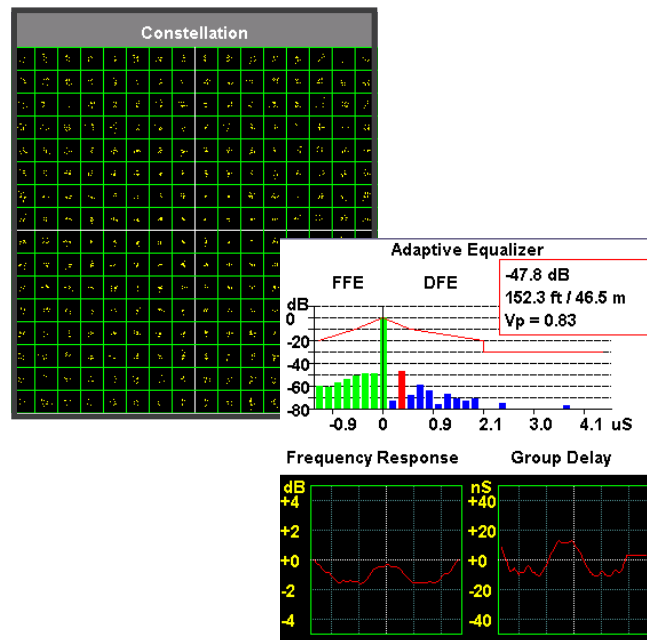 Constellation
Adaptive Equalizer
FFE DFE
-47.8 dB
152.3 ft / 46.5 m
Vp = 0.83
dB
0
-20
-40
-60
-80
-0.9 0 0.9 2.1 3.0 4.1 uS
Frequency Response Group Delay
dB nS
+4 +40
+2 +20
+0 +0
-2 -20
-4 -40